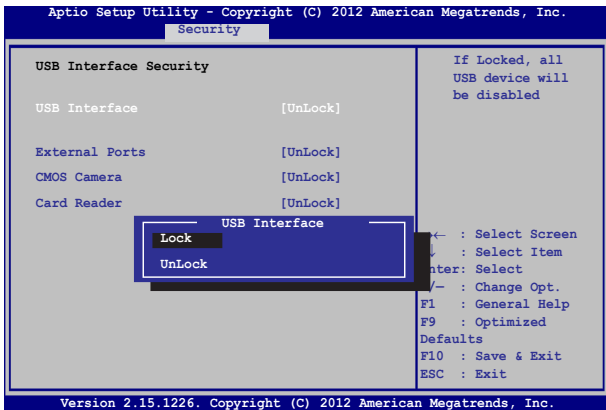 Aptio Setup Utility - Copyright (C) 2012 American Megatrends, Inc.
Security
USB Interface Security
USB Interface [UnLock]
External Ports [UnLock]
CMOS Camera [UnLock]
Card Reader [UnLock]
USB Interface
Lock
UnLock
If Locked, all
USB device will
be disabled
← : Select Screen
↓ : Select Item
nter: Select
/— : Change Opt.
F1 : General Help
F9 : Optimized
Defaults
F10 : Save & Exit
ESC : Exit
Version 2.15.1226. Copyright (C) 2012 American Megatrends, Inc.